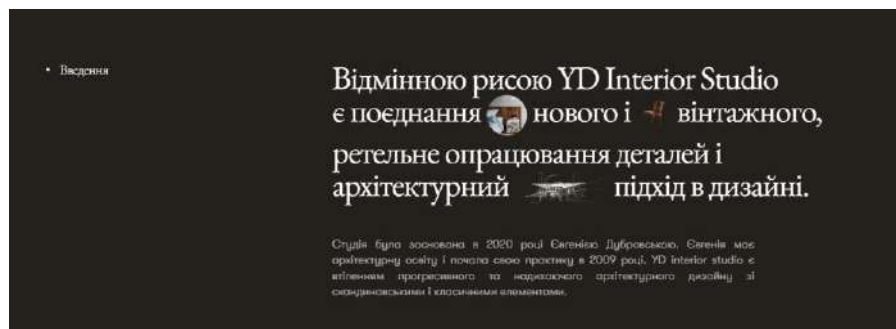 • Введення
Відмінною рисою YD Interior Studio
є поєднання нового і вінтажного,
ретельне опрацювання деталей і
архітектурний підхід в дизайні.
Студія була заснована в 2020 році Євгенією Дубровською. Євгенія має
архітектурну освіту і почала свою практику в 2009 році. YD interior studio є
втіленням прогресивного та надихаючого архітектурного дизайну зі
скандинавськими і класичними елементами.